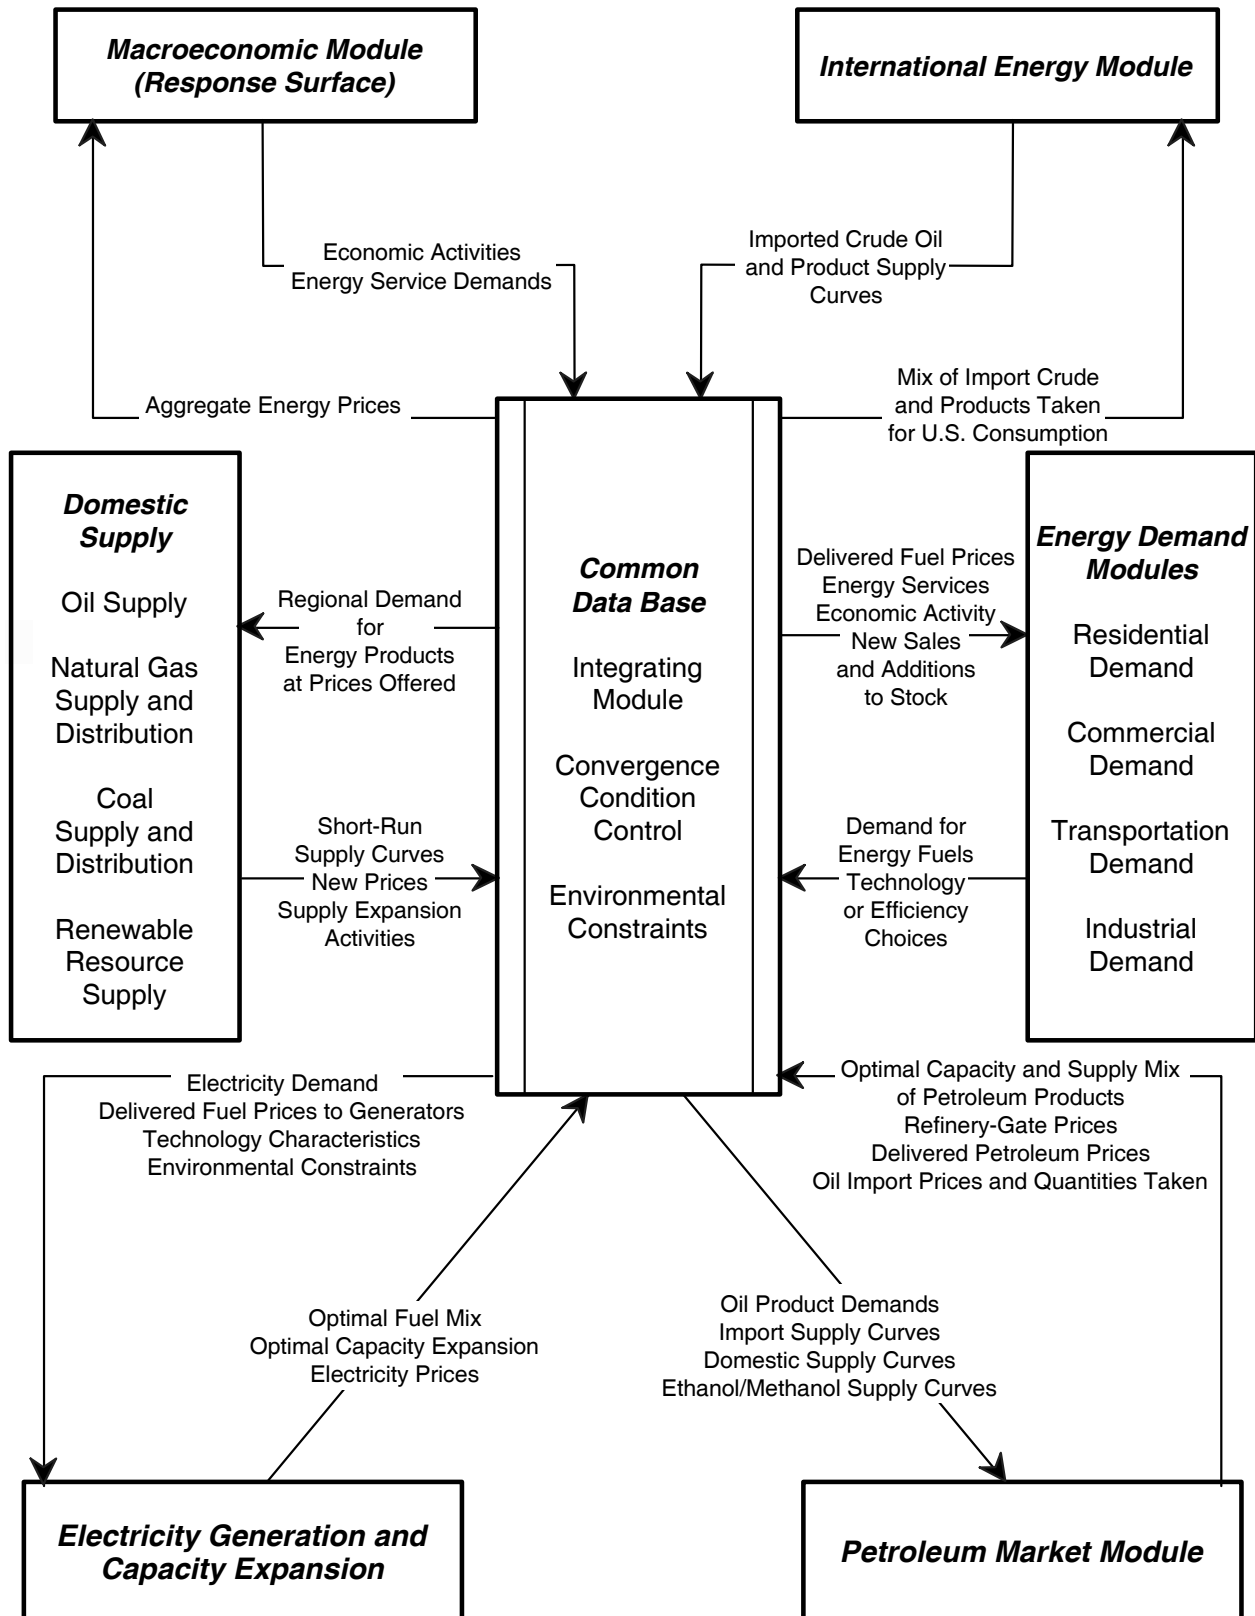 Macroeconomic Module
(Response Surface)
International Energy Module
Economic Activities
Energy Service Demands
Imported Crude Oil
and Product Supply
Curves
Aggregate Energy Prices
Mix of Import Crude
and Products Taken
for U.S. Consumption
Domestic
Supply
Oil Supply
Natural Gas
Supply and
Distribution
Coal
Supply and
Distribution
Renewable
Resource
Supply
Regional Demand
for
Energy Products
at Prices Offered
Short-Run
Supply Curves
New Prices
Supply Expansion
Activities
Common
Data Base
Integrating
Module
Convergence
Condition
Control
Environmental
Constraints
Delivered Fuel Prices
Energy Services
Economic Activity
New Sales
and Additions
to Stock
Demand for
Energy Fuels
Technology
or Efficiency
Choices
Energy Demand
Modules
Residential
Demand
Commercial
Demand
Transportation
Demand
Industrial
Demand
Electricity Demand
Delivered Fuel Prices to Generators
Technology Characteristics
Environmental Constraints
Optimal Capacity and Supply Mix
of Petroleum Products
Refinery-Gate Prices
Delivered Petroleum Prices
Oil Import Prices and Quantities Taken
Optimal Fuel Mix
Optimal Capacity Expansion
Electricity Prices
Oil Product Demands
Import Supply Curves
Domestic Supply Curves
Ethanol/Methanol Supply Curves
Electricity Generation and
Capacity Expansion
Petroleum Market Module